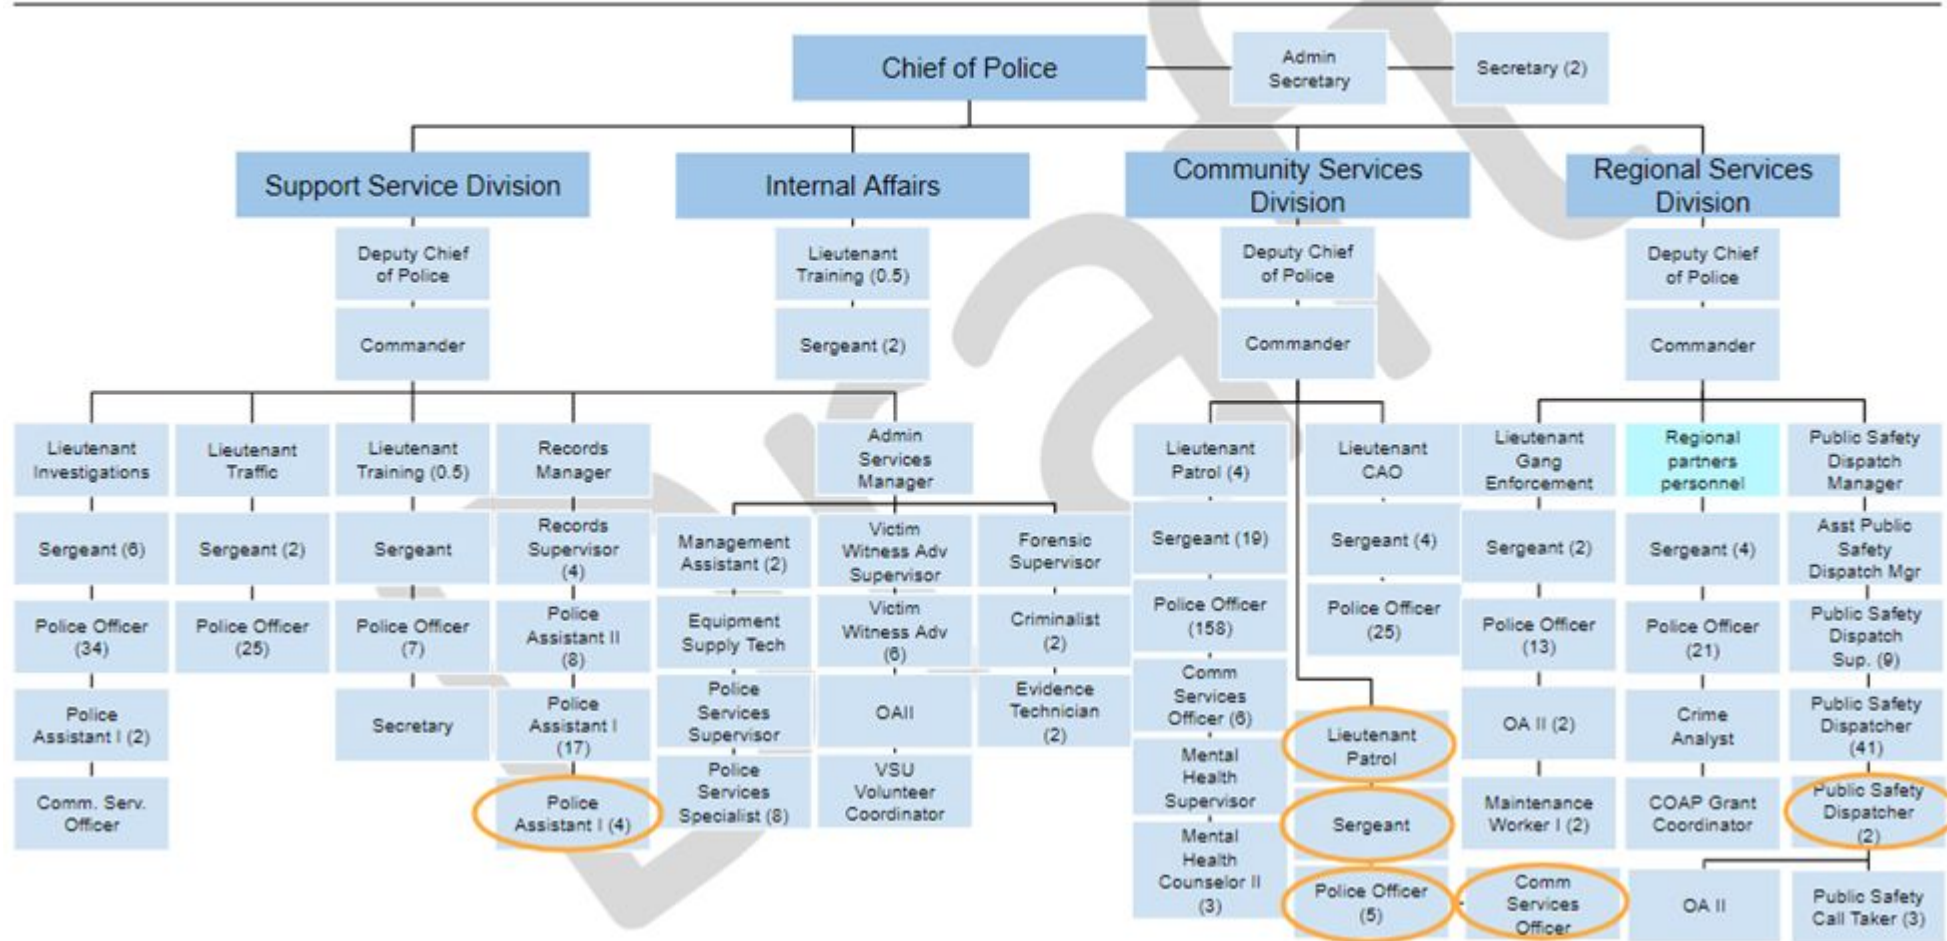 Chief of Police
Admin
Secretary
Secretary (2)
Support Service Division
Internal Affairs
Community Services
Division
Regional Services
Division
Deputy Chief
of Police
Commander
Lieutenant
Training (0.5)
Sergeant (2)
Deputy Chief
of Police
Commander
Deputy Chief
of Police
Commander
Lieutenant
Investigations
Sergeant (6)
Police Officer
(34)
Police
Assistant I (2)
Comm. Serv.
Officer
Lieutenant
Traffic
Sergeant (2)
Police Officer
(25)
Lieutenant
Training (0.5)
Sergeant
Police Officer
(7)
Secretary
Records
Manager
Records
Supervisor
(4)
Police
Assistant II
(8)
Police
Assistant I
(17)
Police
Assistant I (4)
Admin
Services
Manager
Management
Assistant (2)
Equipment
Supply Tech
Police
Services
Supervisor
Police
Services
Specialist (8)
Victim
Witness Adv
Supervisor
Victim
Witness Adv
(6)
OAII
VSU
Volunteer
Coordinator
Forensic
Supervisor
Criminalist
(2)
Evidence
Technician
(2)
Lieutenant
Patrol (4)
Sergeant (19)
Police Officer
(158)
Comm
Services
Officer (6)
Mental
Health
Supervisor
Mental
Health
Counselor II
(3)
Lieutenant
CAO
Sergeant (4)
Police Officer
(25)
Lieutenant
Patrol
Sergeant
Police Officer
(5)
Comm
Services
Officer
Lieutenant
Gang
Enforcement
Sergeant (2)
Police Officer
(13)
OA II (2)
Maintenance
Worker I (2)
Regional
partners
personnel
Sergeant (4)
Police Officer
(21)
Crime
Analyst
COAP Grant
Coordinator
OA II
Public Safety
Dispatch
Manager
Asst Public
Safety
Dispatch Mgr
Public Safety
Dispatch
Sup. (9)
Public Safety
Dispatcher
(41)
Public Safety
Dispatcher
(2)
Public Safety
Call Taker (3)
Draft